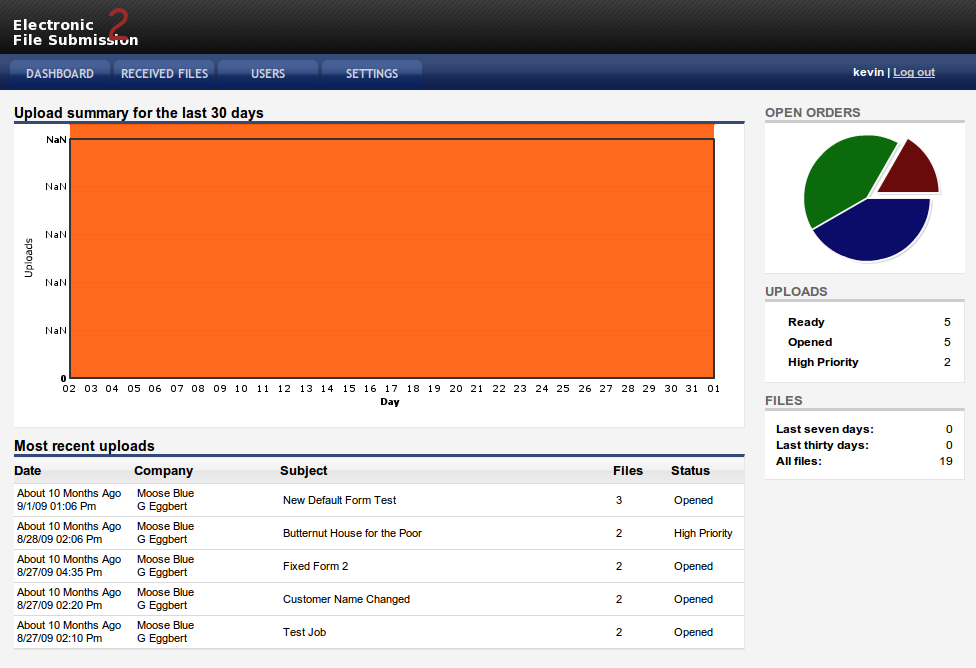 Electronic 2
File Submission
DASHBOARD RECEIVED FILES USERS SETTINGS kevin | Log out
Upload summary for the last 30 days
NaN
NaN
NaN
NaN
NaN
0
Uploads
02 03 04 05 06 07 08 09 10 11 12 13 14 15 16 17 18 19 20 21 22 23 24 25 26 27 28 29 30 31 01
Day
Most recent uploads
Date Company Subject Files Status
About 10 Months Ago Moose Blue
9/1/09 01:06 Pm G Eggbert New Default Form Test 3 Opened
About 10 Months Ago Moose Blue
8/28/09 02:06 Pm G Eggbert Butternut House for the Poor 2 High Priority
About 10 Months Ago Moose Blue
8/27/09 04:35 Pm G Eggbert Fixed Form 2 2 Opened
About 10 Months Ago Moose Blue
8/27/09 02:20 Pm G Eggbert Customer Name Changed 2 Opened
About 10 Months Ago Moose Blue
8/27/09 02:10 Pm G Eggbert Test Job 2 Opened
OPEN ORDERS
UPLOADS
Ready 5
Opened 5
High Priority 2
FILES
Last seven days: 0
Last thirty days: 0
All files: 19